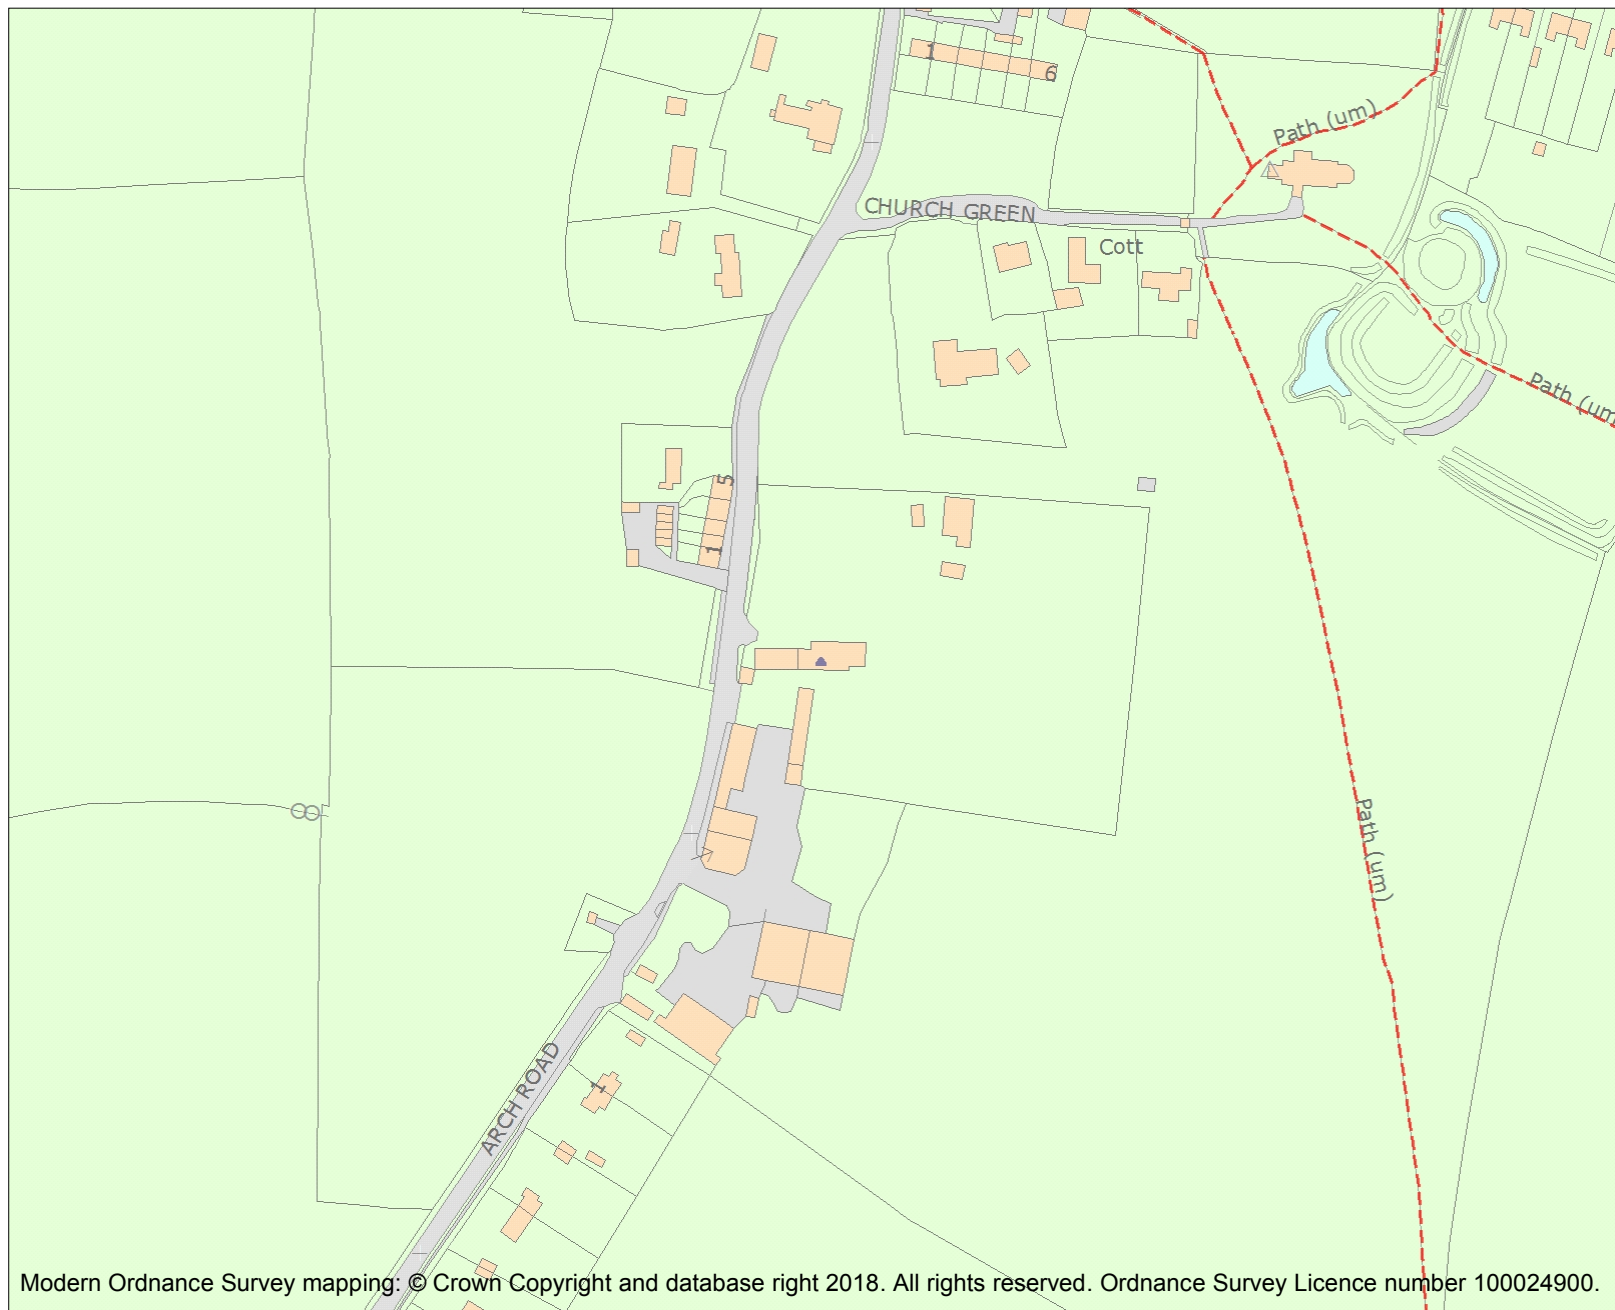 1
6
Path (um)
CHURCH GREEN
Cott
Path (um
5
1
Path (um)
ARCH ROAD
1
Modern Ordnance Survey mapping: © Crown Copyright and database right 2018. All rights reserved. Ordnance Survey Licence number 100024900.